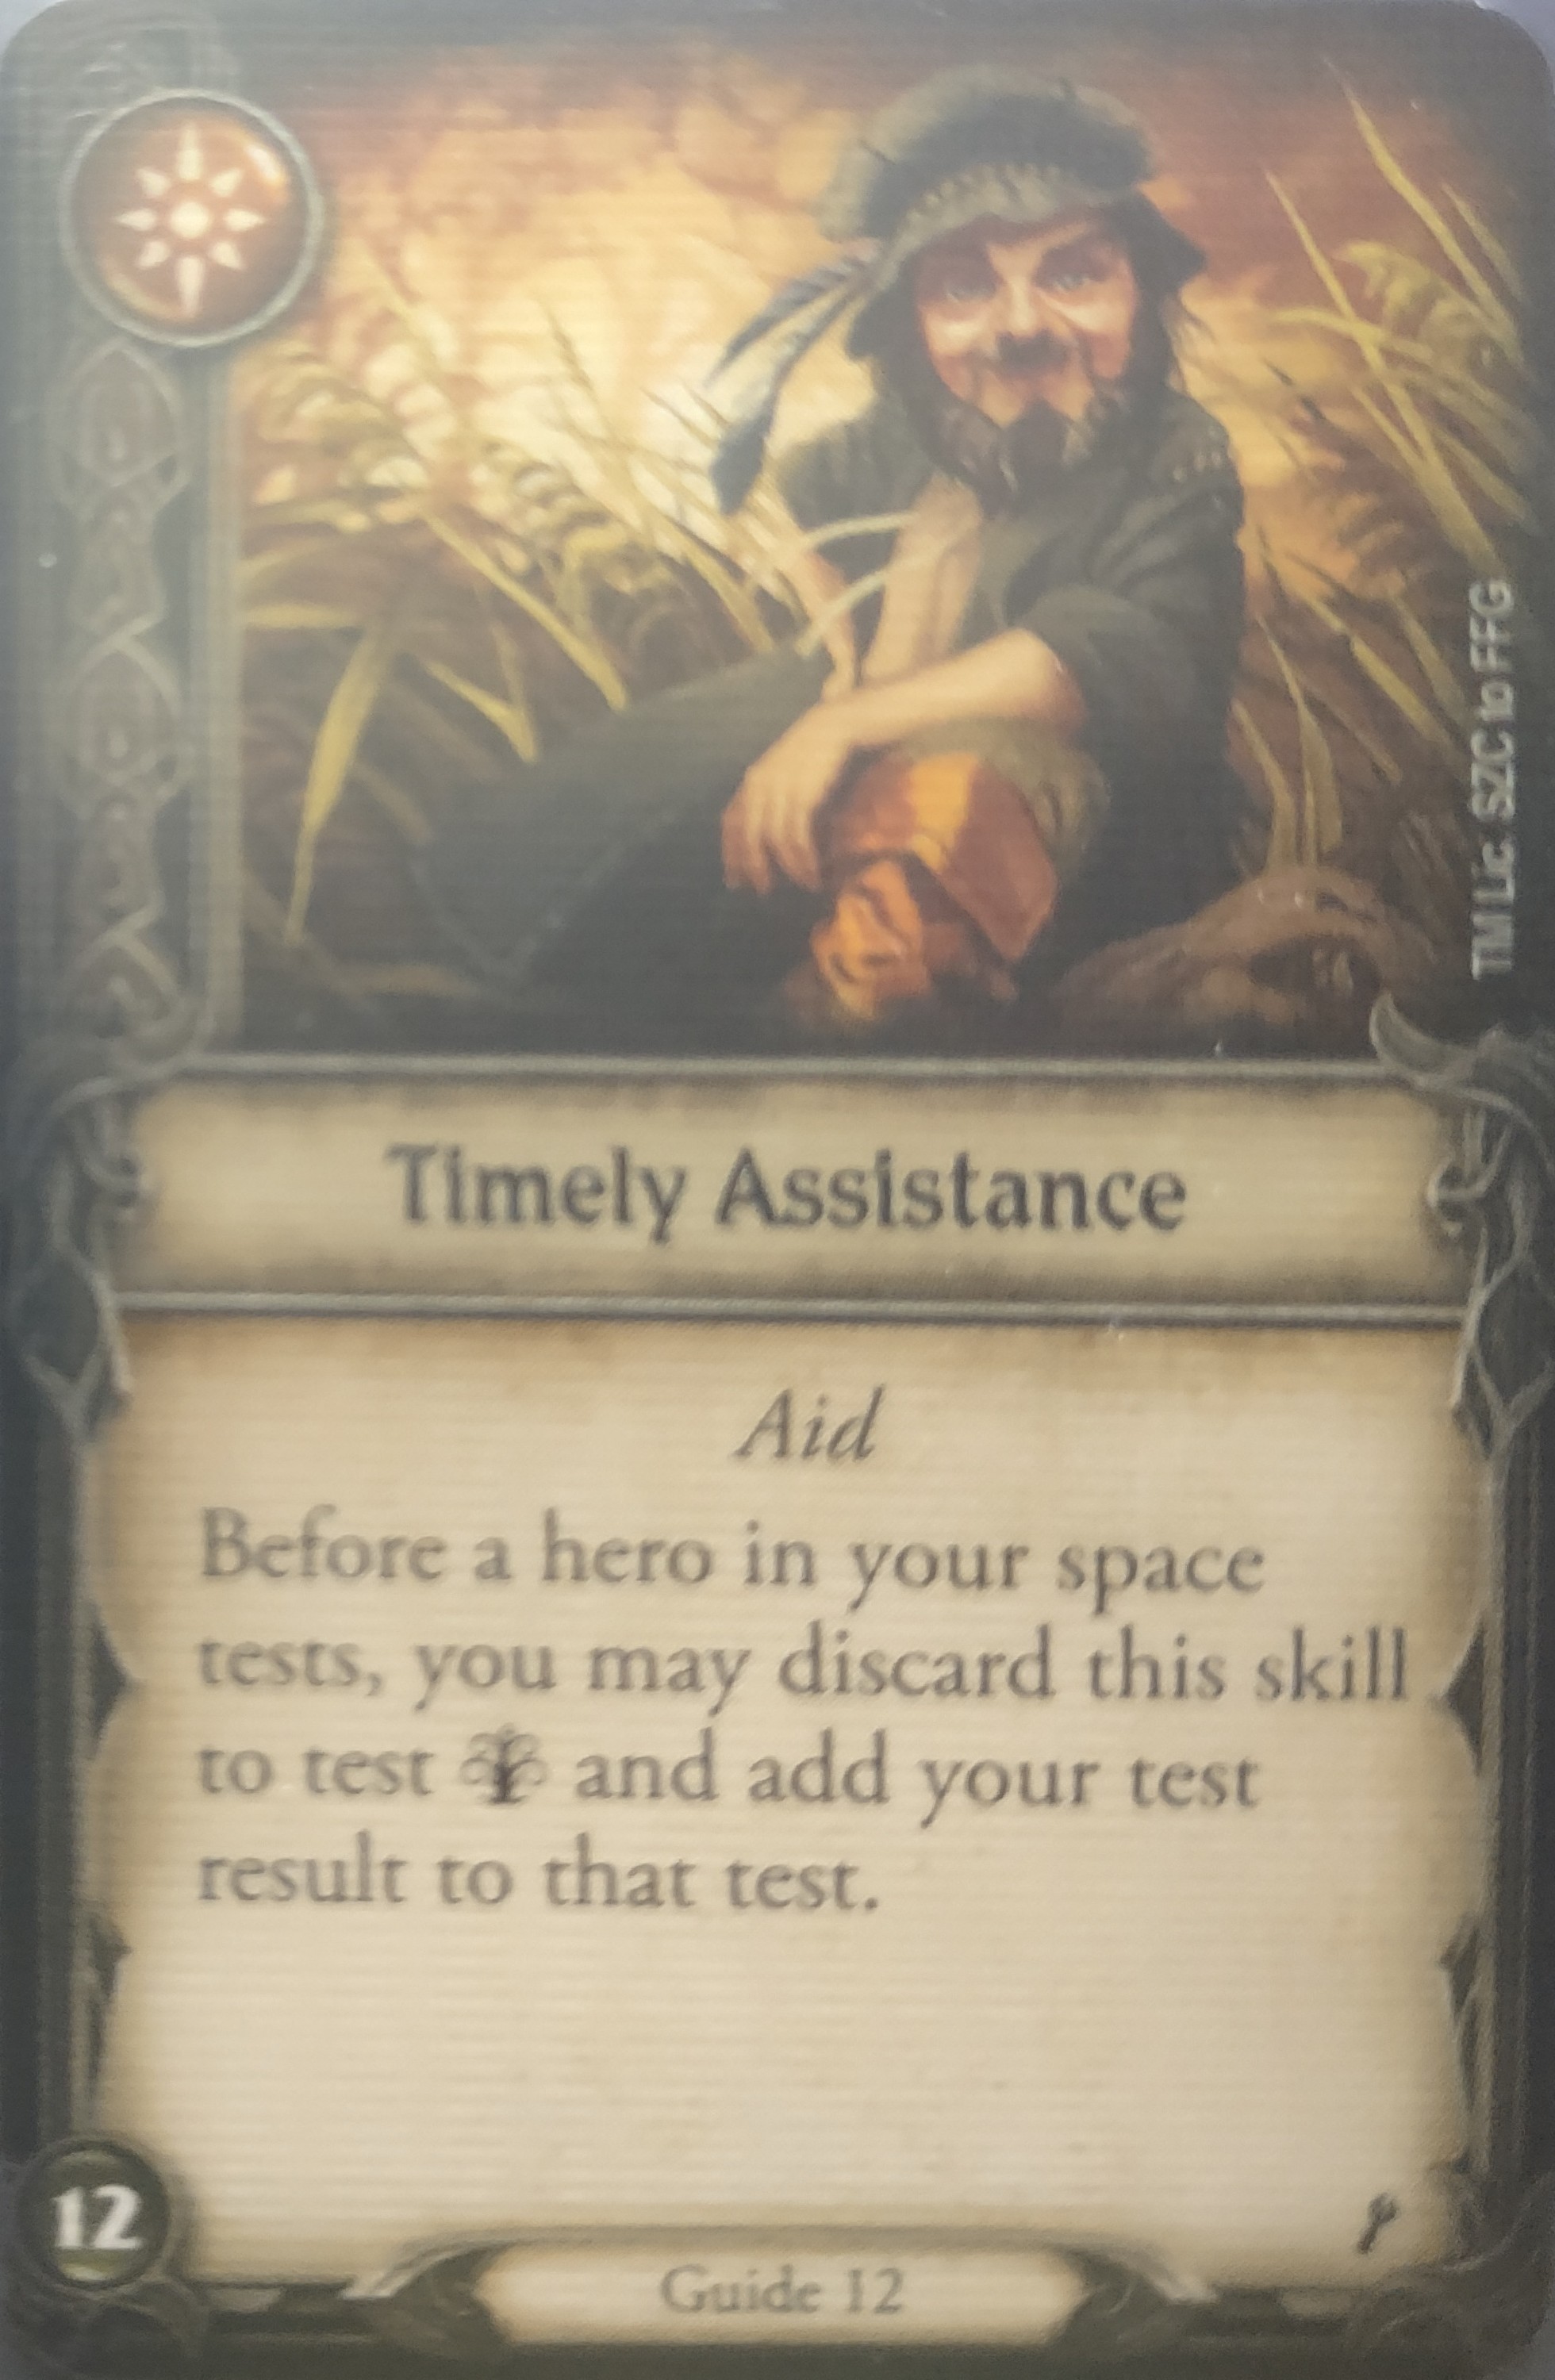 TM Lic. SZC to FFG
Timely Assistance
Aid
Before a hero in your space
tests, you may discard this skill
to test and add your test
result to that test.
12
Guide 12